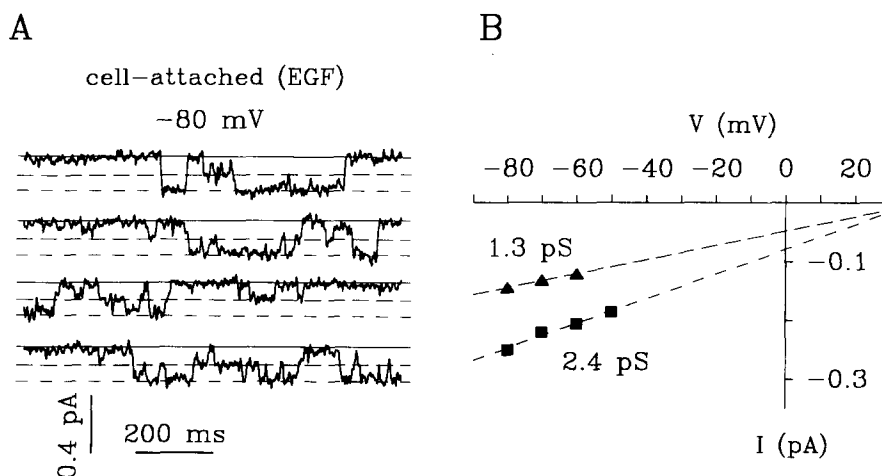 A
cell-attached (EGF)
~80 mV
0.4 pA
200 ms
B
V (mV)
-80 -60 -40 -20 0 20
1.3 pS
-0.1
2.4 pS
-0.3
I (pA)